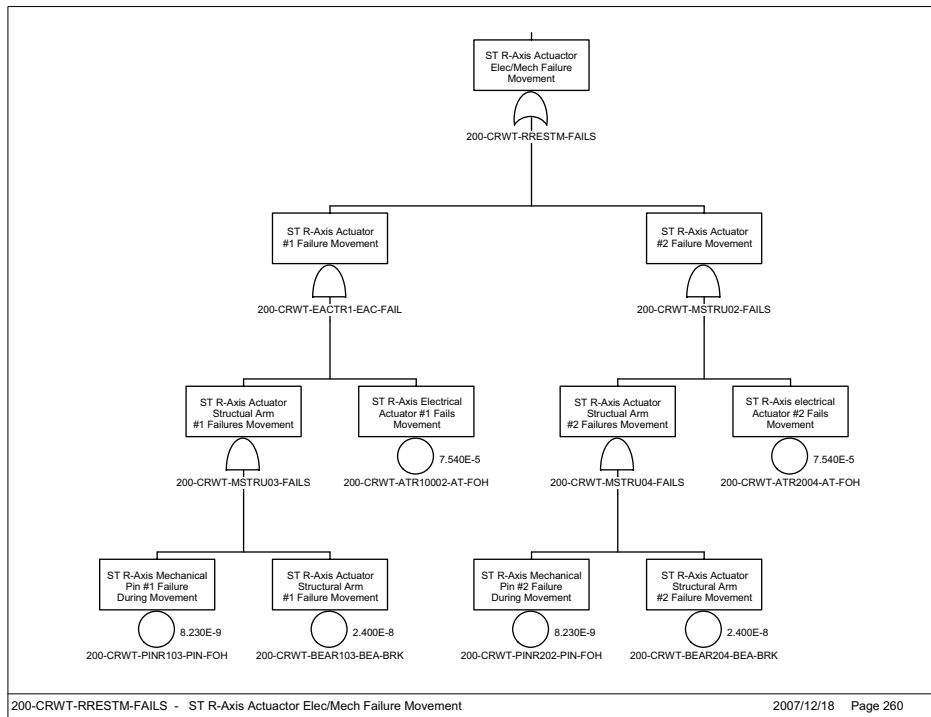 ST R-Axis Actuactor
Elec/Mech Failure
Movement
200-CRWT-RRESTM-FAILS
ST R-Axis Actuator
#1 Failure Movement
200-CRWT-EACTR1-EAC-FAIL
ST R-Axis Actuator
#2 Failure Movement
200-CRWT-MSTRU02-FAILS
ST R-Axis Actuator
Structual Arm
#1 Failures Movement
200-CRWT-MSTRU03-FAILS
ST R-Axis Electrical
Actuator #1 Fails
Movement
7.540E-5
200-CRWT-ATR10002-AT-FOH
ST R-Axis Actuator
Structual Arm
#2 Failures Movement
200-CRWT-MSTRU04-FAILS
ST R-Axis electrical
Actuator #2 Fails
Movement
7.540E-5
200-CRWT-ATR2004-AT-FOH
ST R-Axis Mechanical
Pin #1 Failure
During Movement
8.230E-9
200-CRWT-PINR103-PIN-FOH
ST R-Axis Actuator
Structural Arm
#1 Failure Movement
2.400E-8
200-CRWT-BEAR103-BEA-BRK
ST R-Axis Mechanical
Pin #2 Failure
During Movement
8.230E-9
200-CRWT-PINR202-PIN-FOH
ST R-Axis Actuator
Structural Arm
#2 Failure Movement
2.400E-8
200-CRWT-BEAR204-BEA-BRK
200-CRWT-RRESTM-FAILS - ST R-Axis Actuator Elec/Mech Failure Movement
2007/12/18 Page 260